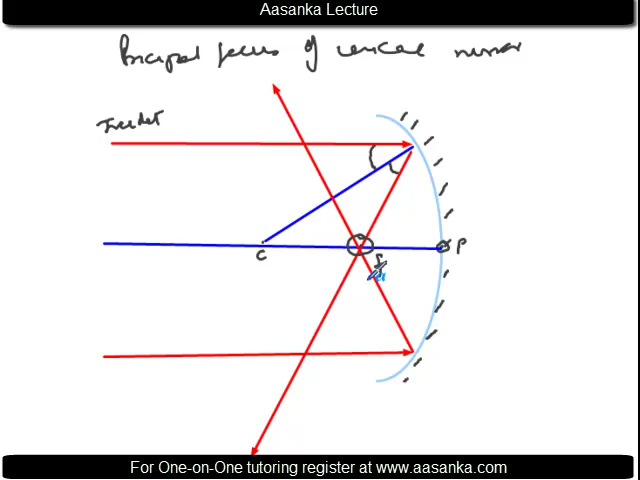 Aasanka Lecture
Principal focus of concave mirror
Incident
C
F
P
For One-on-One tutoring register at www.aasanka.com